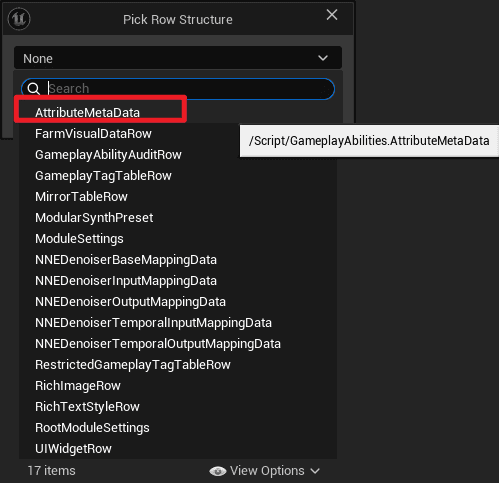 Pick Row Structure
None
Search
AttributeMetaData
FarmVisualDataRow
/Script/GameplayAbilities.AttributeMetaData
GameplayAbilityAuditRow
GameplayTagTableRow
MirrorTableRow
ModularSynthPreset
ModuleSettings
NNEDenoiserBaseMappingData
NNEDenoiserInputMappingData
NNEDenoiserOutputMappingData
NNEDenoiserTemporalInputMappingData
NNEDenoiserTemporalOutputMappingData
RestrictedGameplayTagTableRow
RichImageRow
RichTextStyleRow
RootModuleSettings
UIWidgetRow
17 items
View Options